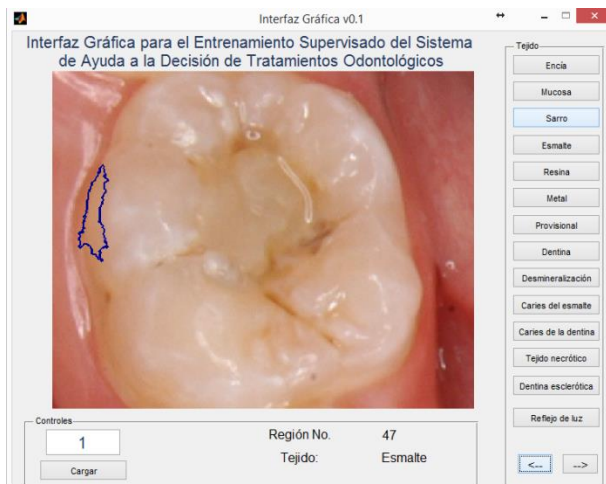 Interfaz Gráfica v0.1
Interfaz Gráfica para el Entrenamiento Supervisado del Sistema
de Ayuda a la Decisión de Tratamientos Odontológicos
Tejido
Encía
Mucosa
Sarro
Esmalte
Resina
Metal
Provisional
Dentina
Desmineralización
Caries del esmalte
Caries de la dentina
Tejido necrótico
Dentina esclerótica
Reflejo de luz
<--
-->
Controles
1
Cargar
Región No. 47
Tejido: Esmalte